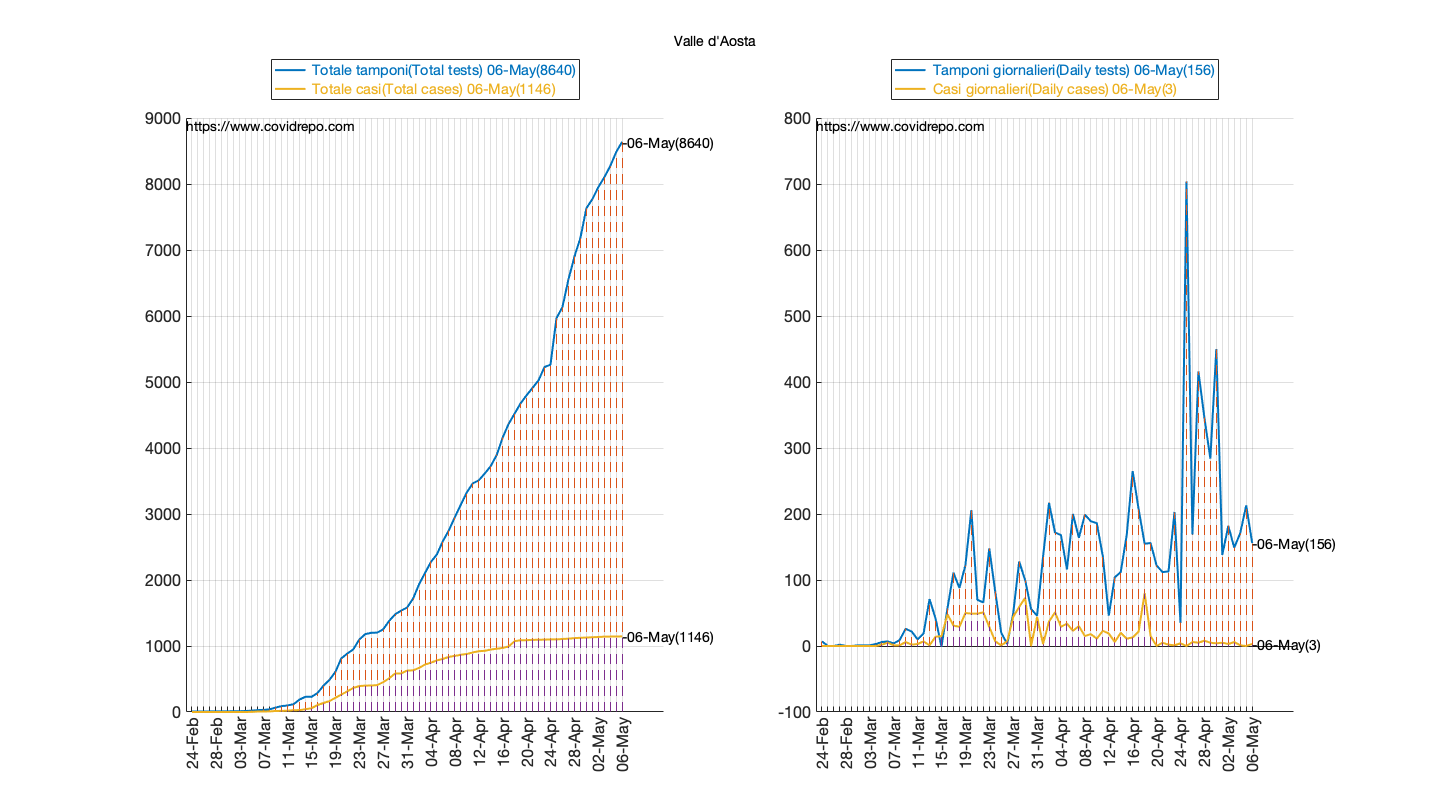 Valle d'Aosta
Totale tamponi(Total tests) 06-May(8640)
Totale casi(Total cases) 06-May(1146)
https://www.covidrepo.com
9000
8000
7000
6000
5000
4000
3000
2000
1000
0
06-May(8640)
06-May(1146)
24-Feb
28-Feb
03-Mar
07-Mar
11-Mar
15-Mar
19-Mar
23-Mar
27-Mar
31-Mar
04-Apr
08-Apr
12-Apr
16-Apr
20-Apr
24-Apr
28-Apr
02-May
06-May
Tamponi giornalieri(Daily tests) 06-May(156)
Casi giornalieri(Daily cases) 06-May(3)
https://www.covidrepo.com
800
700
600
500
400
300
200
100
0
-100
06-May(156)
06-May(3)
24-Feb
28-Feb
03-Mar
07-Mar
11-Mar
15-Mar
19-Mar
23-Mar
27-Mar
31-Mar
04-Apr
08-Apr
12-Apr
16-Apr
20-Apr
24-Apr
28-Apr
02-May
06-May